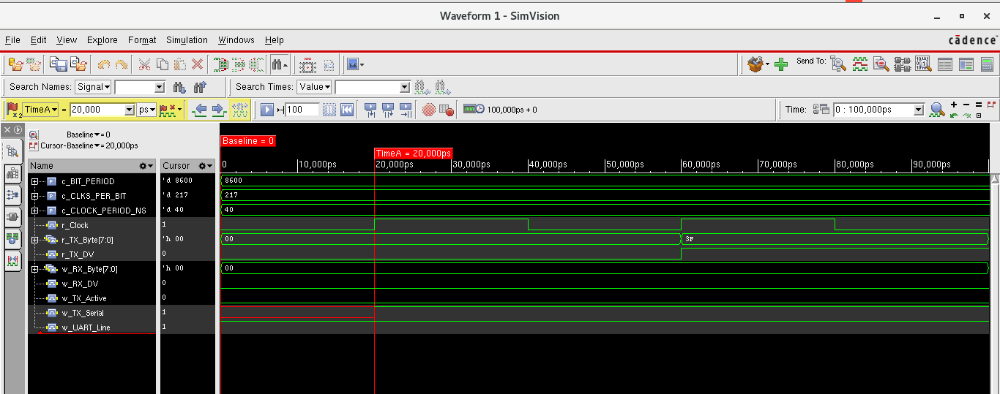 Waveform 1 - SimVision
File Edit View Explore Format Simulation Windows Help
cādence
Send To:
Search Names: Signal Search Times: Value
x2 TimeA = 20,000 ps 100 100,000ps + 0 Time: 0 : 100,000ps
Baseline = 0
Cursor-Baseline = 20,000ps
Baseline = 0
TimeA = 20,000ps
0 10,000ps 20,000ps 30,000ps 40,000ps 50,000ps 60,000ps 70,000ps 80,000ps 90,000ps
Name Cursor
c_BIT_PERIOD 'd 8600 8600
c_CLKS_PER_BIT 'd 217 217
c_CLOCK_PERIOD_NS 'd 40 40
r_Clock 1
r_TX_Byte[7:0] 'h 00 00 3F
r_TX_DV 0
w_RX_Byte[7:0] 'h 00 00
w_RX_DV 0
w_TX_Active 0
w_TX_Serial 1
w_UART_Line 1